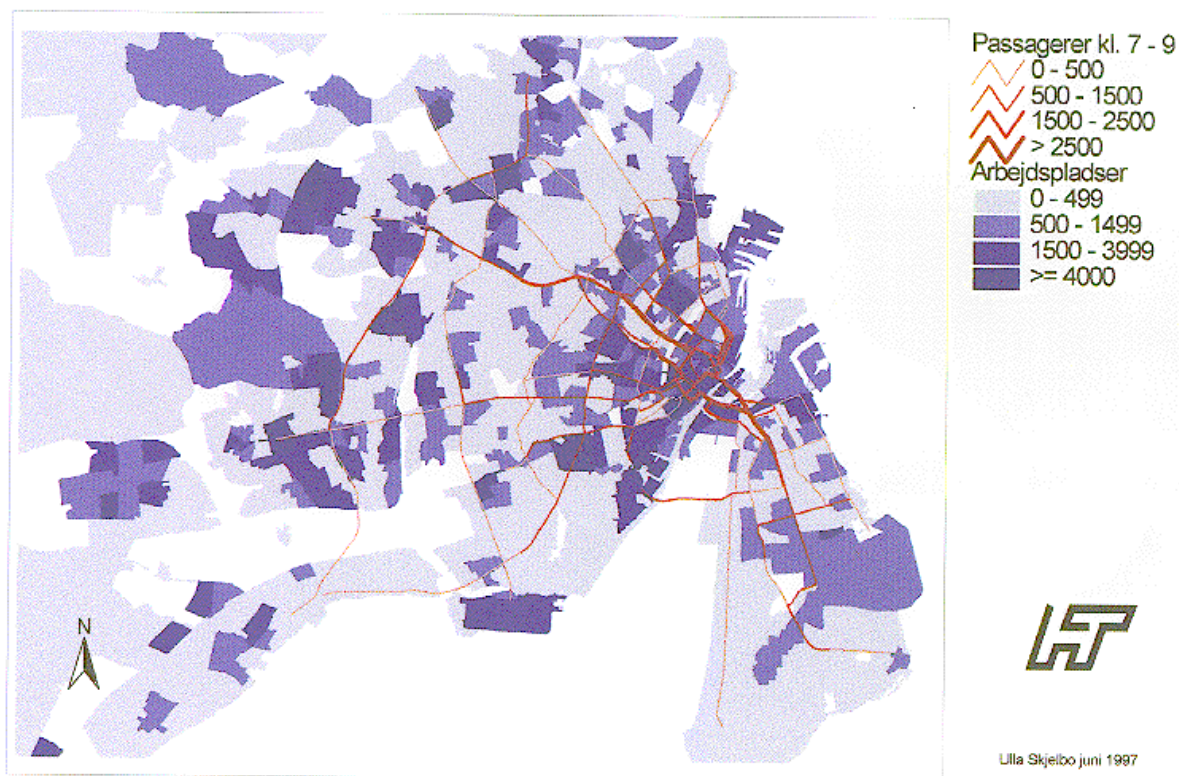 Passagerer kl. 7 - 9
0 - 500
500 - 1500
1500 - 2500
> 2500
Arbejdspladser
0 - 499
500 - 1499
1500 - 3999
>= 4000
N
HT
Ulla Skjelbo juni 1997